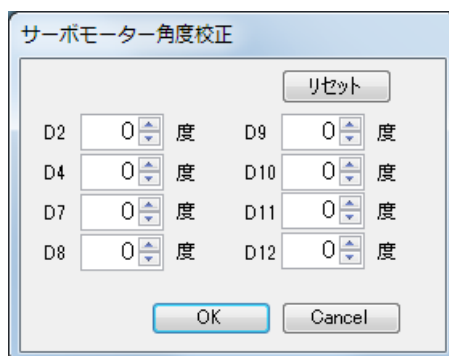 サーボモーター角度校正
リセット
D2 0 度 D9 0 度
D4 0 度 D10 0 度
D7 0 度 D11 0 度
D8 0 度 D12 0 度
OK Cancel